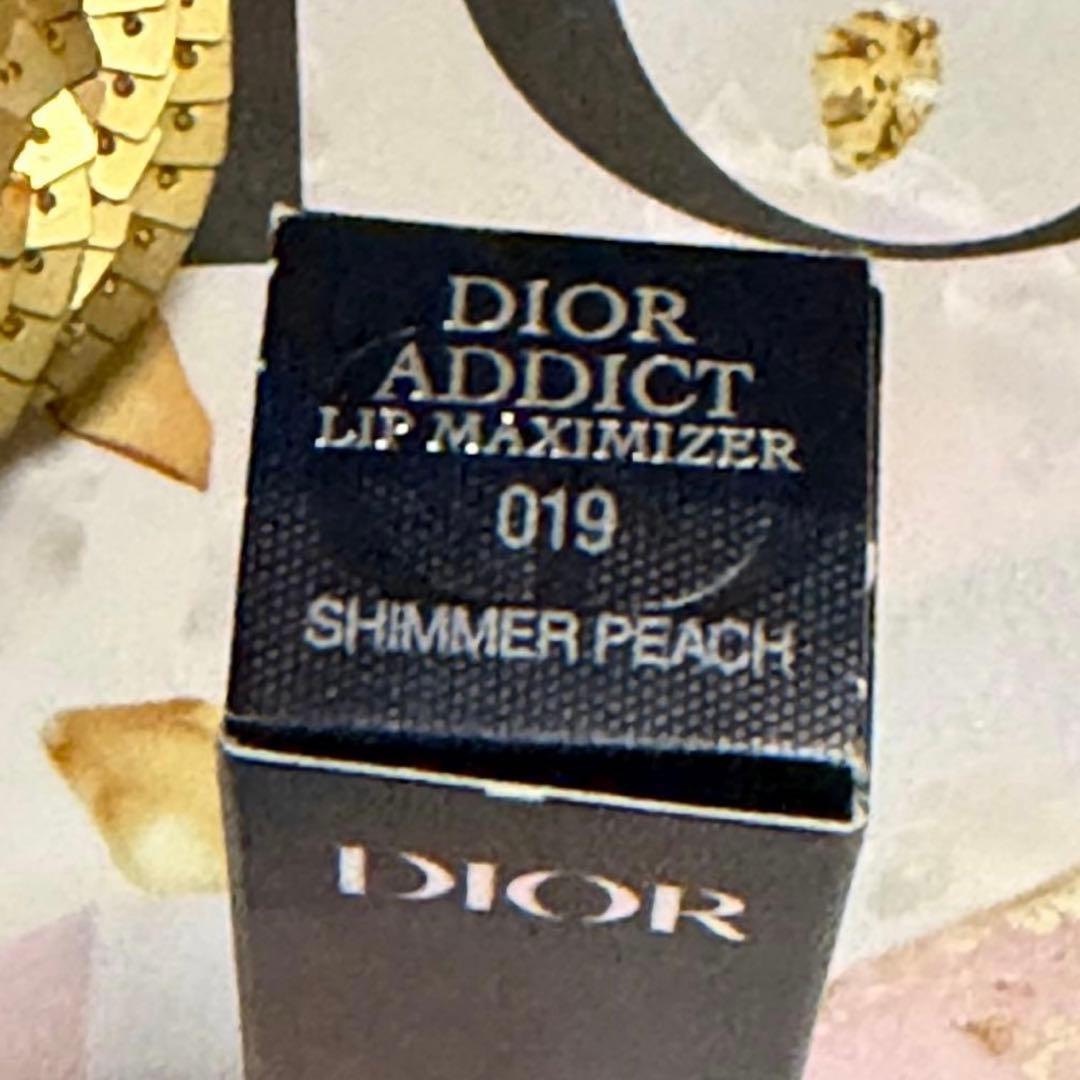 DIOR
ADDICT
LIP MAXIMIZER
019
SHIMMER PEACH
DIOR